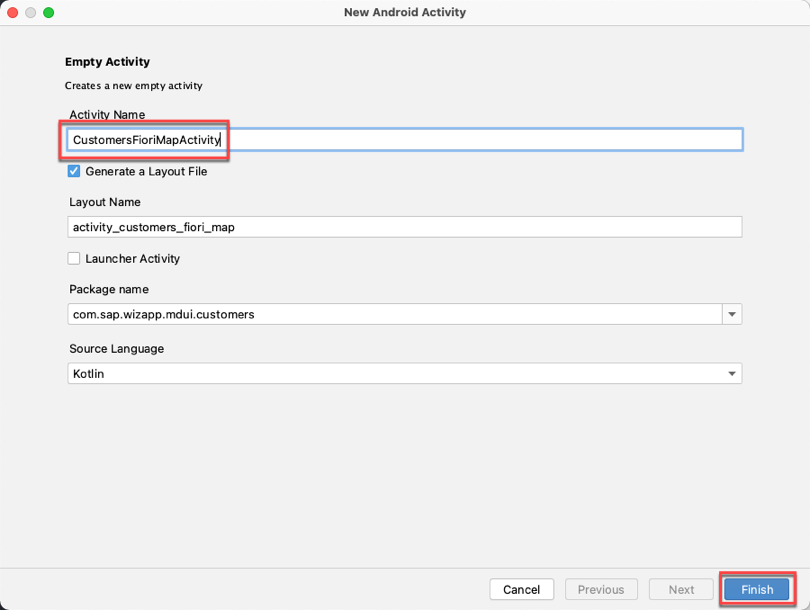 New Android Activity
Empty Activity
Creates a new empty activity
Activity Name
CustomersFioriMapActivity
Generate a Layout File
Layout Name
activity_customers_fiori_map
Launcher Activity
Package name
com.sap.wizapp.mdui.customers
Source Language
Kotlin
Cancel Previous Next Finish